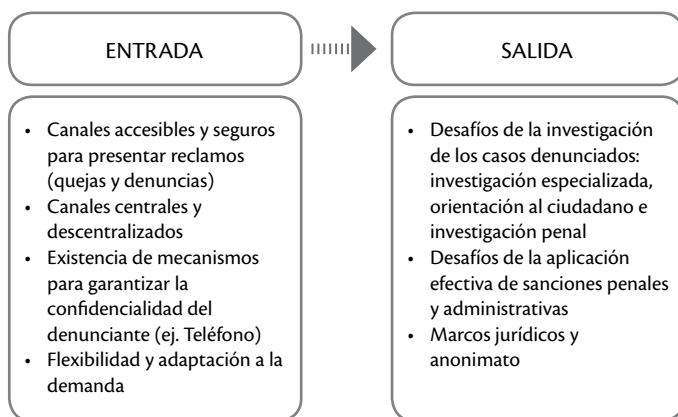 ENTRADA
SALIDA
• Canales accesibles y seguros
para presentar reclamos
(quejas y denuncias)
• Canales centrales y
descentralizados
• Existencia de mecanismos
para garantizar la
confidencialidad del
denunciante (ej. Teléfono)
• Flexibilidad y adaptación a la
demanda
• Desafíos de la investigación
de los casos denunciados:
investigación especializada,
orientación al ciudadano e
investigación penal
• Desafíos de la aplicación
efectiva de sanciones penales
y administrativas
• Marcos jurídicos y
anonimato